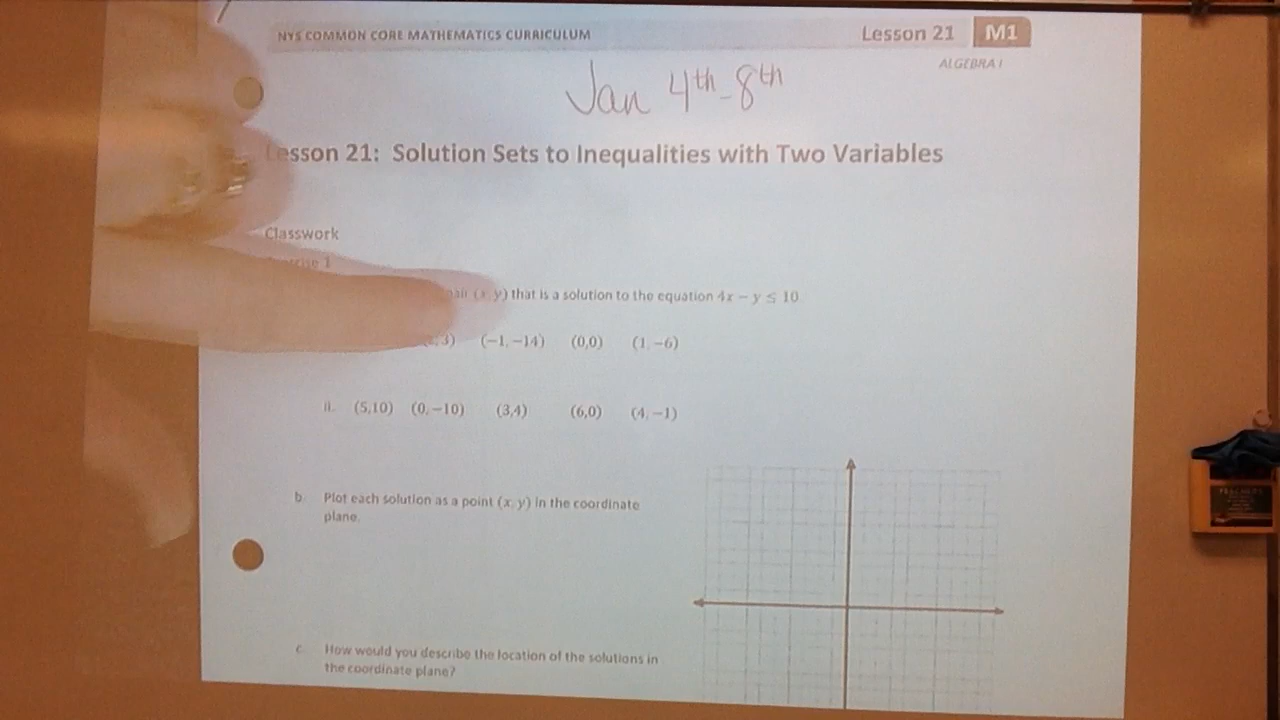 NYS COMMON CORE MATHEMATICS CURRICULUM Lesson 21 M1
ALGEBRA I
Jan 4th-8th
Lesson 21: Solution Sets to Inequalities with Two Variables
Classwork
1
(x, y) that is a solution to the equation 4x − y ≤ 10
(−1, −14) (0,0) (1, −6)
ii. (5,10) (0, −10) (3,4) (6,0) (4, −1)
b. Plot each solution as a point (x, y) in the coordinate
plane.
c. How would you describe the location of the solutions in
the coordinate plane?